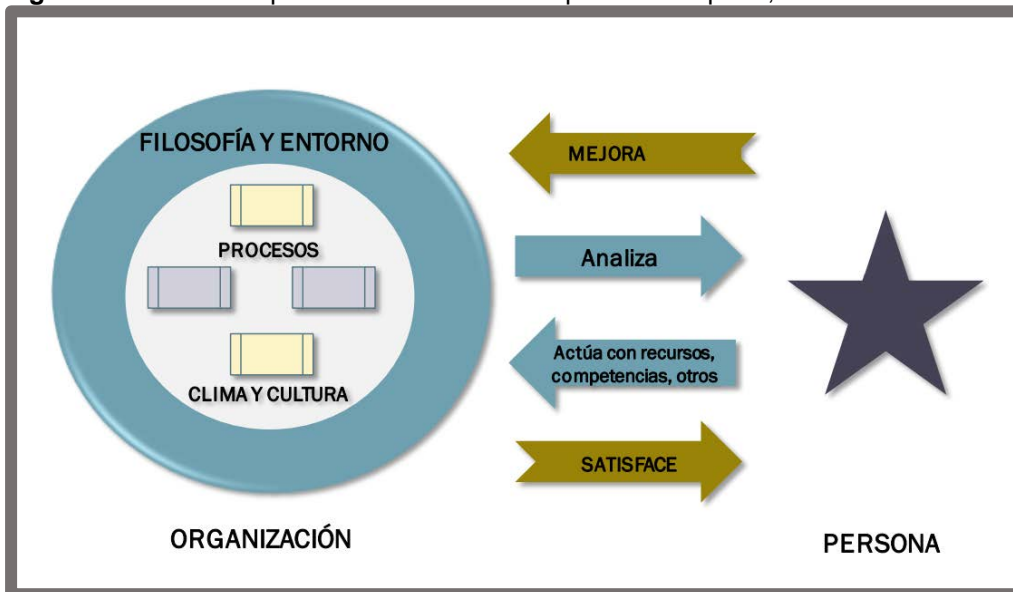 FILOSOFÍA Y ENTORNO
PROCESOS
CLIMA Y CULTURA
MEJORA
Analiza
Actúa con recursos,
competencias, otros
SATISFACE
ORGANIZACIÓN
PERSONA